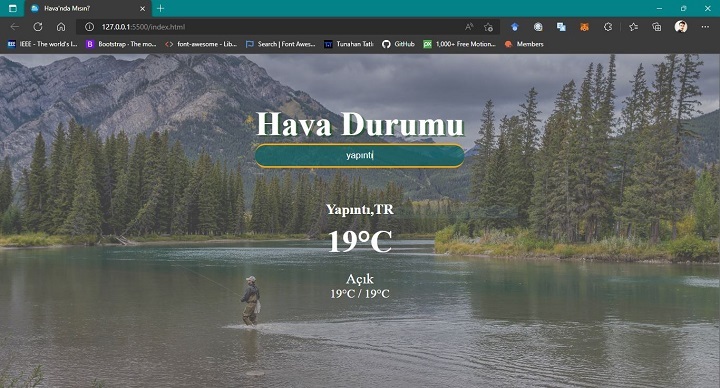 Hava'nda Mısın?
127.0.0.1:5500/index.html
IEEE - The world's l...
Bootstrap · The mo...
font-awesome - Lib...
Search | Font Awes...
Tunahan Tatlı
GitHub
1,000+ Free Motion...
Members
Hava Durumu
yapıntı
Yapıntı,TR
19°C
Açık
19°C / 19°C